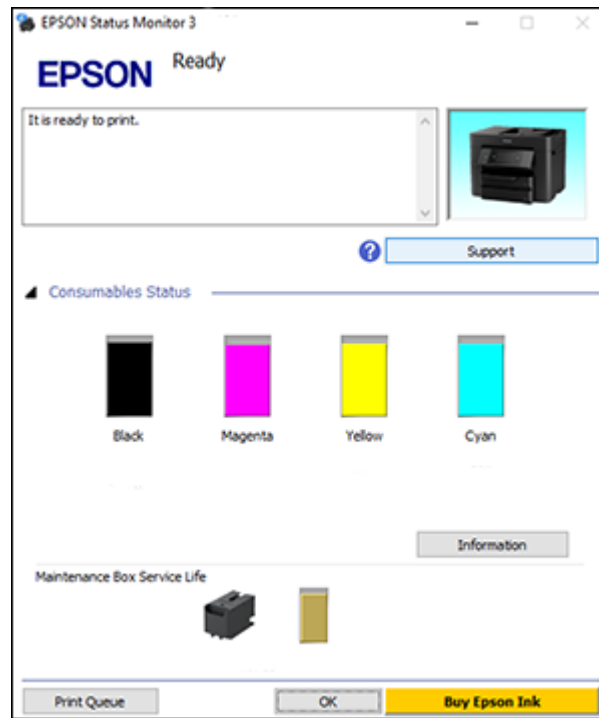 EPSON Status Monitor 3
EPSON
Ready
It is ready to print.
?
Support
Consumables Status
Black Magenta Yellow Cyan
Information
Maintenance Box Service Life
Print Queue OK Buy Epson Ink